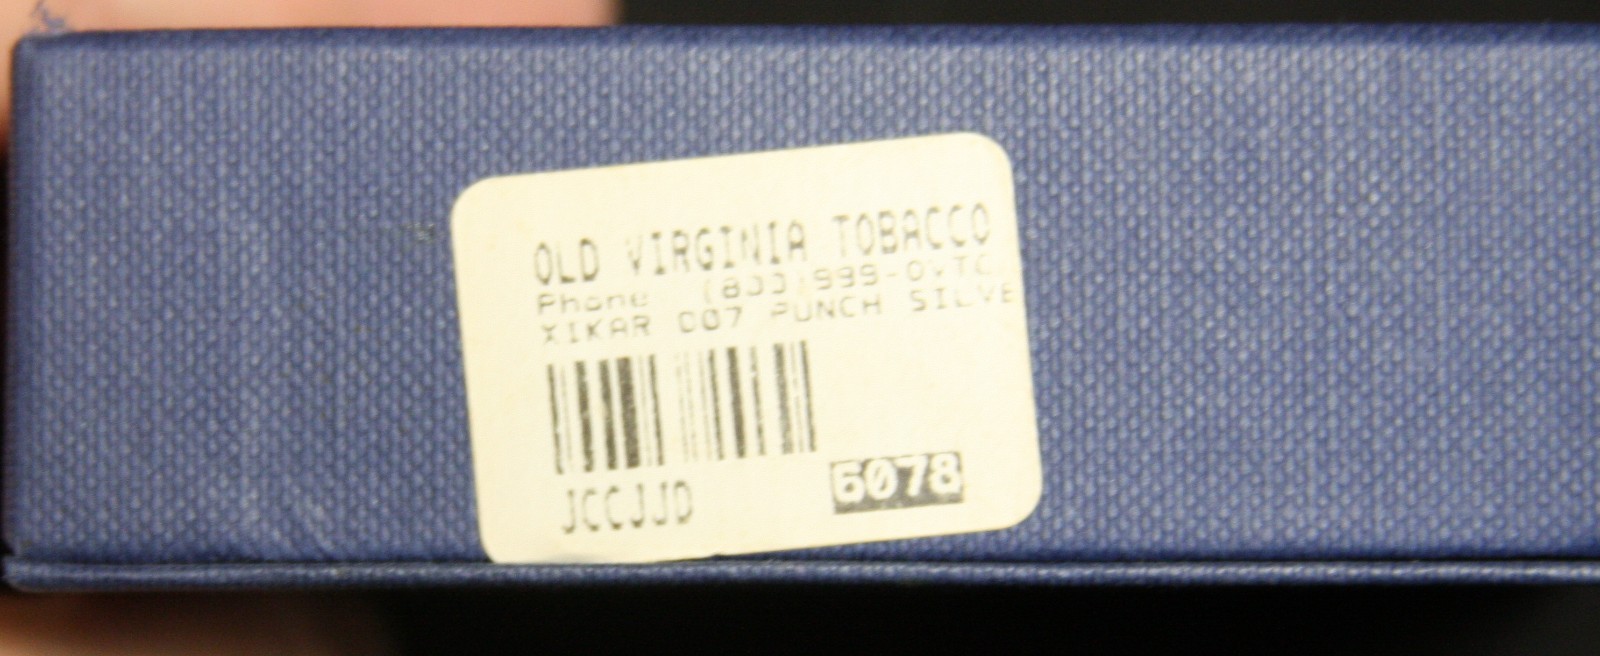 OLD VIRGINIA TOBACCO
Phone (800)999-OVTC
XIKAR 007 PUNCH SILVE
JCCJJD
6078